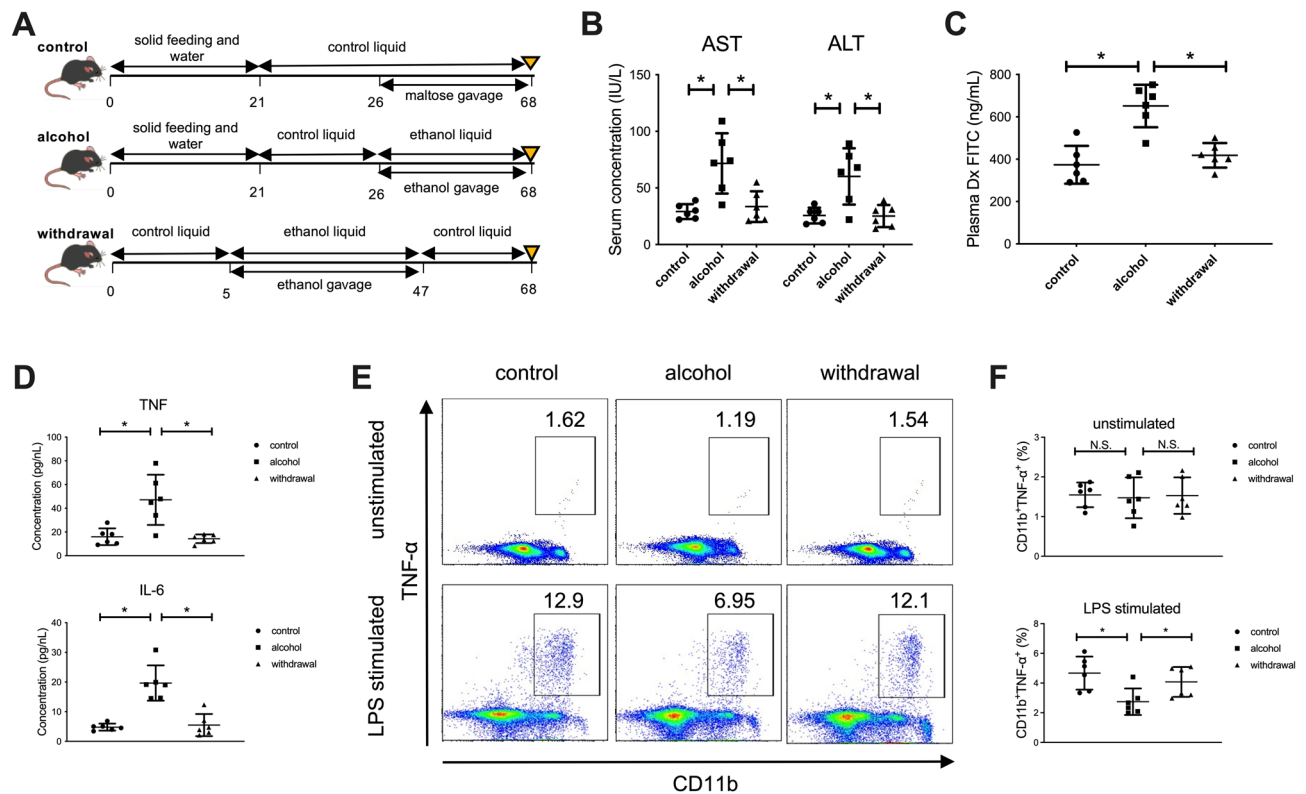 A
control
solid feeding and
water
control liquid
maltose gavage
0
21
26
68
alcohol
solid feeding and
water
control liquid
ethanol liquid
ethanol gavage
0
21
26
68
withdrawal
control liquid
ethanol liquid
control liquid
ethanol gavage
0
5
47
68
B
AST
ALT
Serum concentration (IU/L)
150
100
50
0
* * * *
control
alcohol
withdrawal
control
alcohol
withdrawal
C
Plasma Dx FITC (ng/mL)
800
600
400
200
0
* *
control
alcohol
withdrawal
D
TNF
Concentration (pg/nL)
100
80
60
40
20
0
* *
control
alcohol
withdrawal
IL-6
Concentration (pg/nL)
40
30
20
10
0
* *
control
alcohol
withdrawal
E
control
alcohol
withdrawal
unstimulated
1.62
1.19
1.54
LPS stimulated
12.9
6.95
12.1
TNF-α
CD11b
F
unstimulated
CD11b⁺TNF-α⁺ (%)
3
2
1
0
N.S. N.S.
control
alcohol
withdrawal
LPS stimulated
CD11b⁺TNF-α⁺ (%)
8
6
4
2
0
* *
control
alcohol
withdrawal